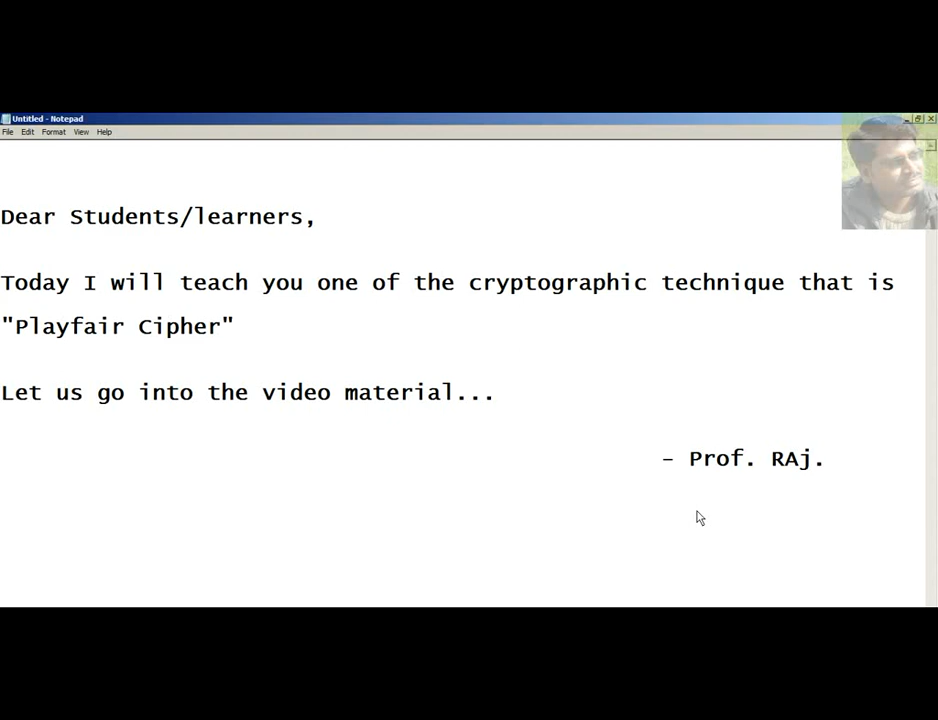 Untitled - Notepad
File Edit Format View Help
Dear Students/learners,
Today I will teach you one of the cryptographic technique that is
"Playfair Cipher"
Let us go into the video material...
- Prof. RAj.